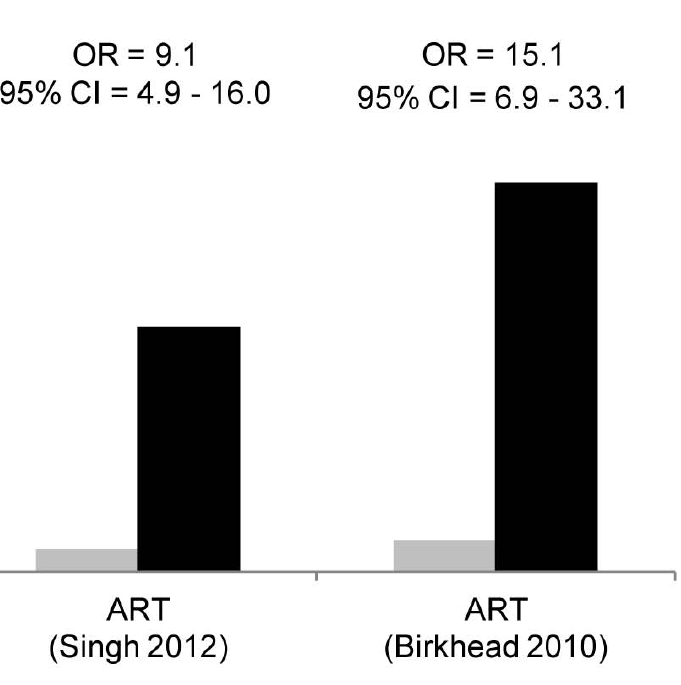 OR = 9.1
95% CI = 4.9 - 16.0
OR = 15.1
95% CI = 6.9 - 33.1
ART
(Singh 2012)
ART
(Birkhead 2010)